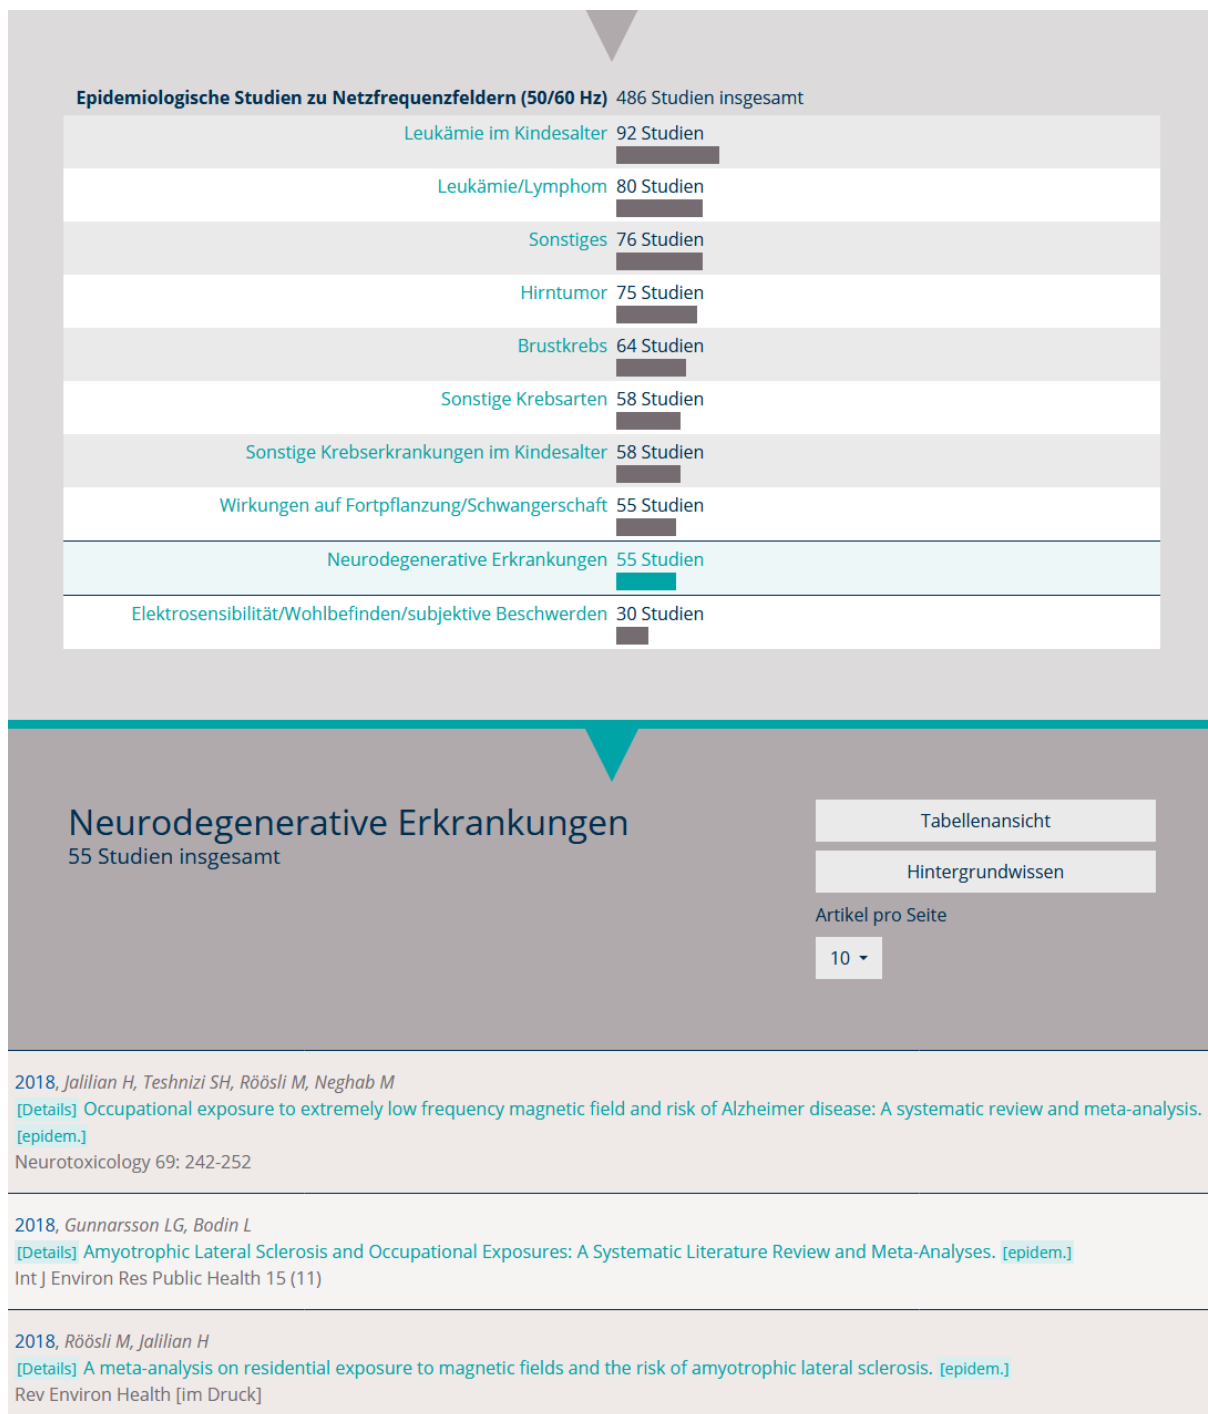 Epidemiologische Studien zu Netzfrequenzfeldern (50/60 Hz) 486 Studien insgesamt
Leukämie im Kindesalter 92 Studien
Leukämie/Lymphom 80 Studien
Sonstiges 76 Studien
Hirntumor 75 Studien
Brustkrebs 64 Studien
Sonstige Krebsarten 58 Studien
Sonstige Krebserkrankungen im Kindesalter 58 Studien
Wirkungen auf Fortpflanzung/Schwangerschaft 55 Studien
Neurodegenerative Erkrankungen 55 Studien
Elektrosensibilität/Wohlbefinden/subjektive Beschwerden 30 Studien
Neurodegenerative Erkrankungen
55 Studien insgesamt
Tabellenansicht
Hintergrundwissen
Artikel pro Seite
10
2018, Jalilian H, Teshnizi SH, Röösli M, Neghab M
[Details] Occupational exposure to extremely low frequency magnetic field and risk of Alzheimer disease: A systematic review and meta-analysis.
[epidem.]
Neurotoxicology 69: 242-252
2018, Gunnarsson LG, Bodin L
[Details] Amyotrophic Lateral Sclerosis and Occupational Exposures: A Systematic Literature Review and Meta-Analyses. [epidem.]
Int J Environ Res Public Health 15 (11)
2018, Röösli M, Jalilian H
[Details] A meta-analysis on residential exposure to magnetic fields and the risk of amyotrophic lateral sclerosis. [epidem.]
Rev Environ Health [im Druck]